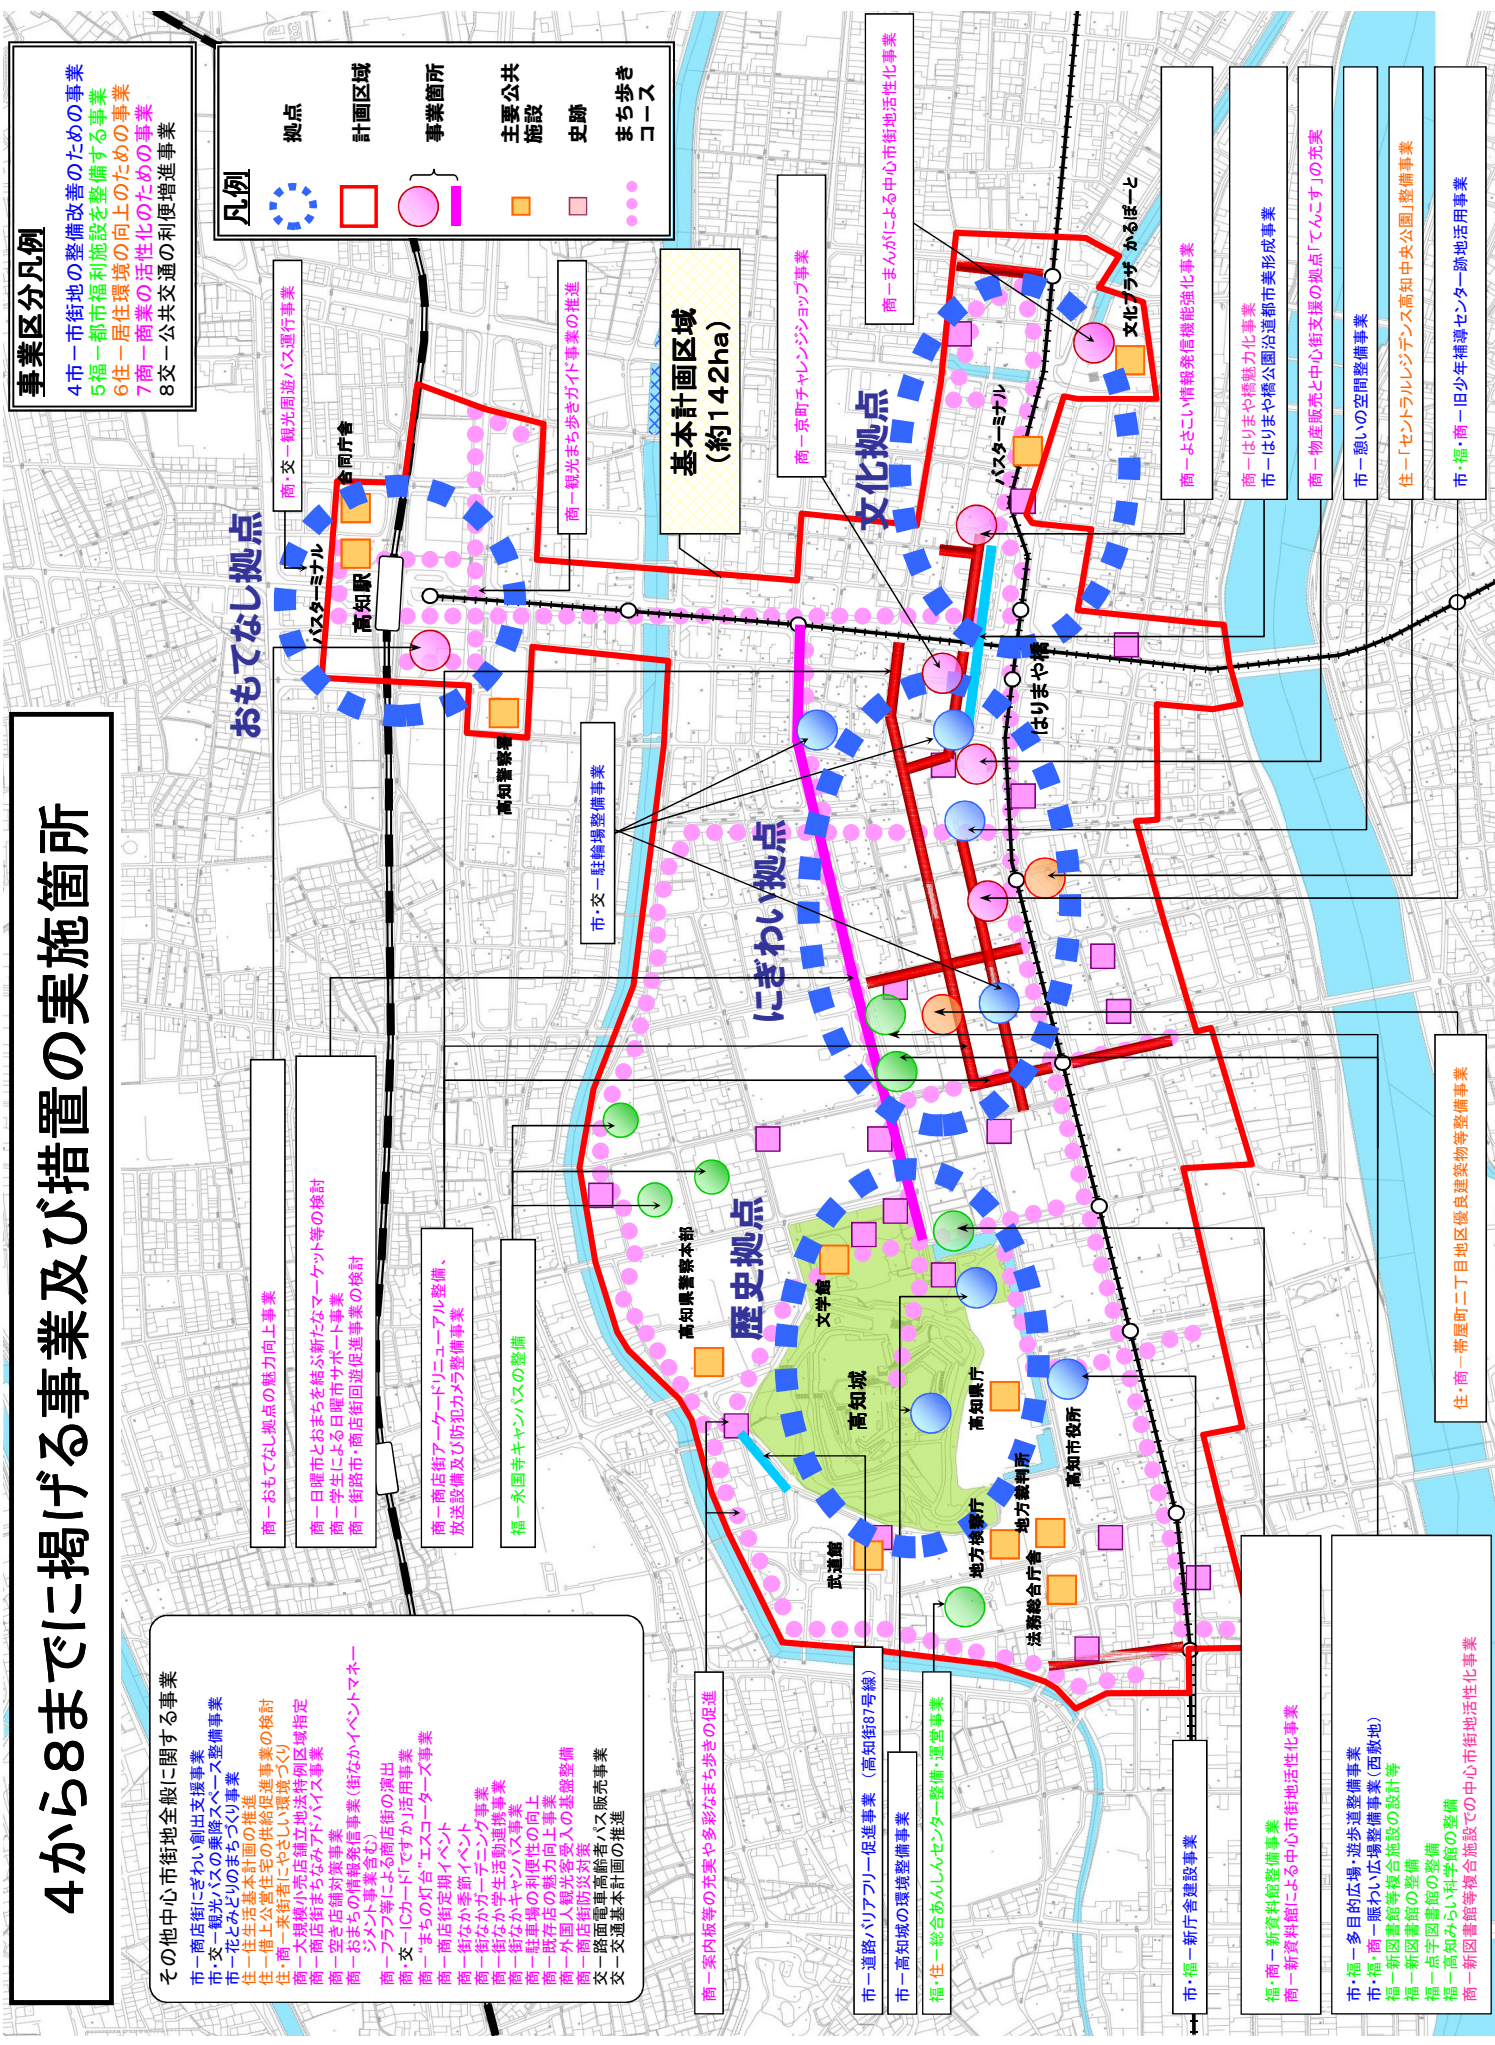 4から8までに掲げる事業及び措置の実施箇所
事業区分凡例
4市－市街地の整備改善のための事業
5福－都市福利施設を整備する事業
6住－居住環境の向上のための事業
7商－商業の活性化のための事業
8交－公共交通の利便増進事業
凡例
拠点
計画区域
事業箇所
主要公共
施設
史跡
まち歩き
コース
その他中心市街地全般に関する事業
市－商店街にぎわい創出支援事業
市・交－観光バスの乗降スペース整備事業
市－花とみどりのまちづくり事業
住－住生活基本計画の推進
住－借上公営住宅の供給促進事業の検討
住・商－来街者にやさしい環境づくり
商－大規模小売店舗立地法特例区域指定
商－商店街まちなみアドバイス事業
商－空き店舗対策事業
商－おまちの情報発信事業（街なかイベントマネー
ジメント事業含む）
商－フラフ等による商店街の演出
商・交－ICカード「ですか」活用事業
商－“まちの灯台”エスコーターズ事業
商－商店街定期イベント
商－街なか季節イベント
商－街なかガーデニング事業
商－街なか学生活動連携事業
商－街なかキャンパス事業
商－駐車場の利便性の向上
商－既存店の魅力向上事業
商－外国人観光客受入の基盤整備
商－商店街防災対策
交－路面電車高齢者パス販売事業
交－交通基本計画の推進
商－おもてなし拠点の魅力向上事業
商－日曜市とおまちを結ぶ新たなマーケット等の検討
商－学生による日曜市サポート事業
商－街路市・商店街回遊促進事業の検討
商－商店街アーケードリニューアル整備、
放送設備及び防犯カメラ整備事業
福－永国寺キャンパスの整備
市・交－駐輪場整備事業
商・交－観光周遊バス運行事業
商－観光まち歩きガイド事業の推進
基本計画区域
（約142ha）
商－京町チャレンジショップ事業
商－まんがによる中心市街地活性化事業
おもてなし拠点
合同庁舎
バスターミナル
高知駅
高知警察署
にぎわい拠点
文化拠点
バスターミナル
文化プラザ かるぽーと
はりまや橋
歴史拠点
高知県警察本部
文学館
高知城
高知県庁
高知市役所
地方裁判所
地方検察庁
法務総合庁舎
武道館
商－よさこい情報発信機能強化事業
商－はりまや橋魅力化事業
市－はりまや橋公園沿道都市美形成事業
商－物産販売と中心街支援の拠点「てんこす」の充実
市－憩いの空間整備事業
住－「セントラルレジデンス高知中央公園」整備事業
市・福・商－旧少年補導センター跡地活用事業
住・商－帯屋町二丁目地区優良建築物等整備事業
商－案内板等の充実や多彩なまち歩きの促進
市－道路バリアフリー促進事業（高知街87号線）
市－高知城の環境整備事業
福・住－総合あんしんセンター整備・運営事業
市・福－新庁舎建設事業
福・商－新資料館整備事業
商－新資料館による中心市街地活性化事業
市・福－多目的広場・遊歩道整備事業
市・福・商－賑わい広場整備事業（西敷地）
福－新図書館等複合施設の設計等
福－新図書館の整備
福－点字図書館の整備
福－高知みらい科学館の整備
商－新図書館等複合施設での中心市街地活性化事業